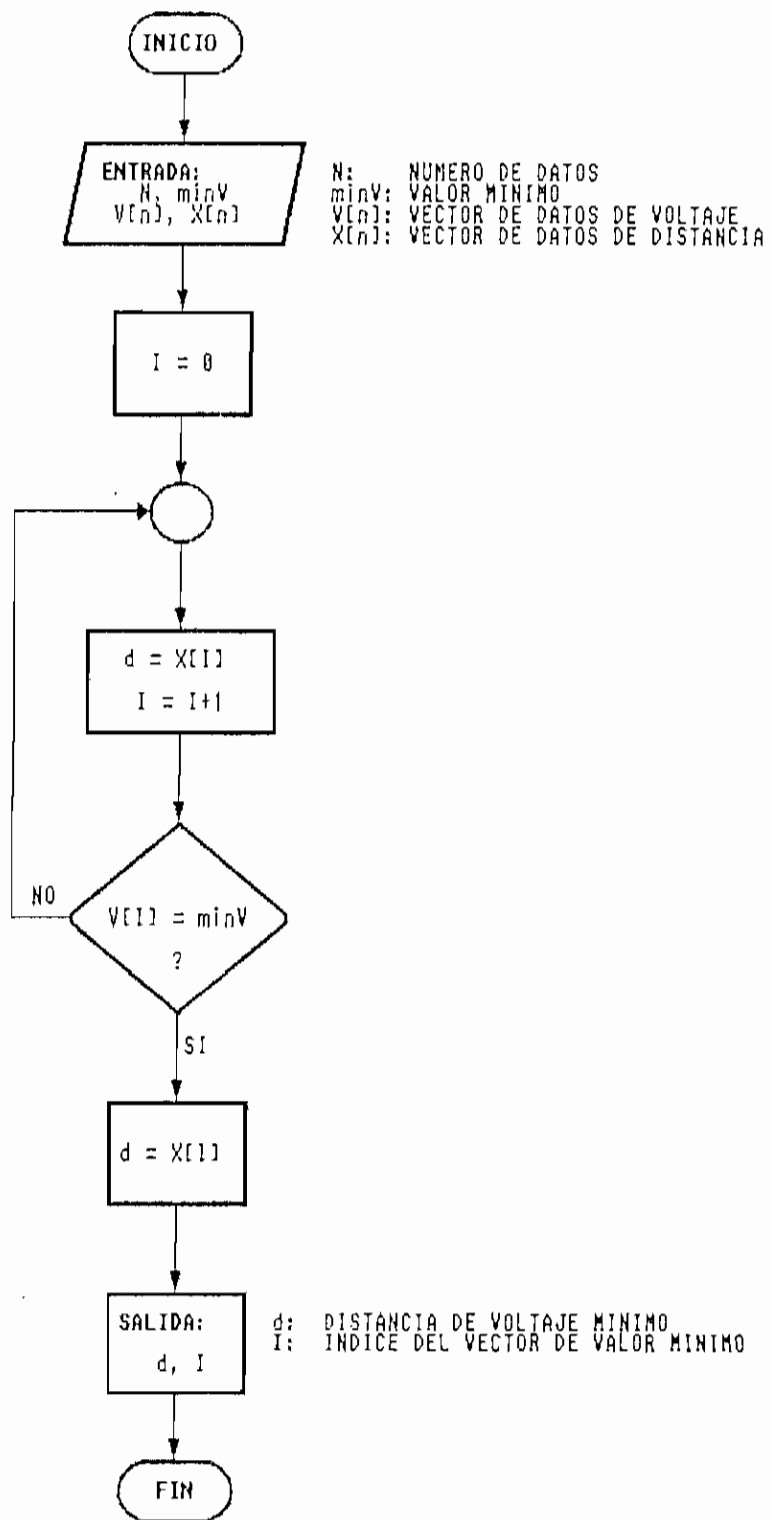 INICIO
ENTRADA:
N, minV
V[n], X[n]
N: NUMERO DE DATOS
minV: VALOR MINIMO
V[n]: VECTOR DE DATOS DE VOLTAJE
X[n]: VECTOR DE DATOS DE DISTANCIA
I = 0
d = X[I]
I = I+1
NO
V[I] = minV
?
SI
d = X[I]
SALIDA:
d, I
d: DISTANCIA DE VOLTAJE MINIMO
I: INDICE DEL VECTOR DE VALOR MINIMO
FIN